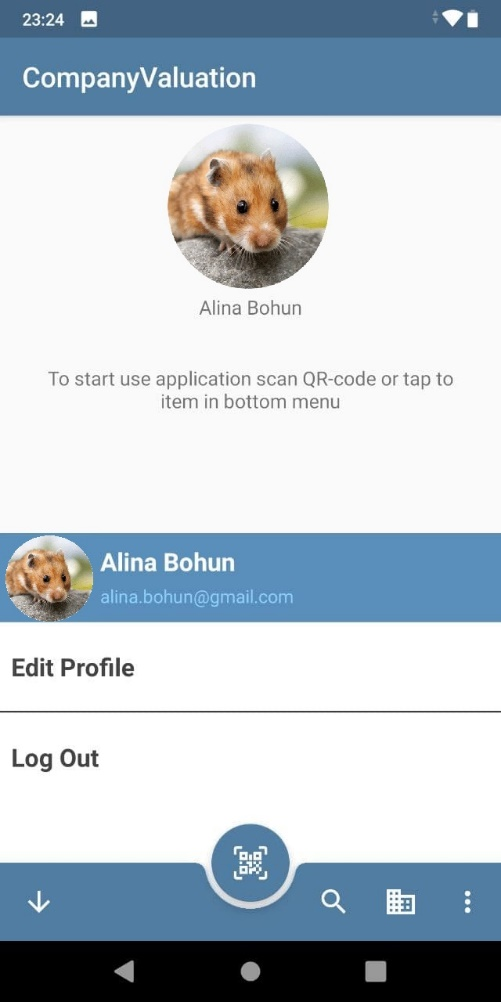 23:24
CompanyValuation
Alina Bohun
To start use application scan QR-code or tap to
item in bottom menu
Alina Bohun
alina.bohun@gmail.com
Edit Profile
Log Out